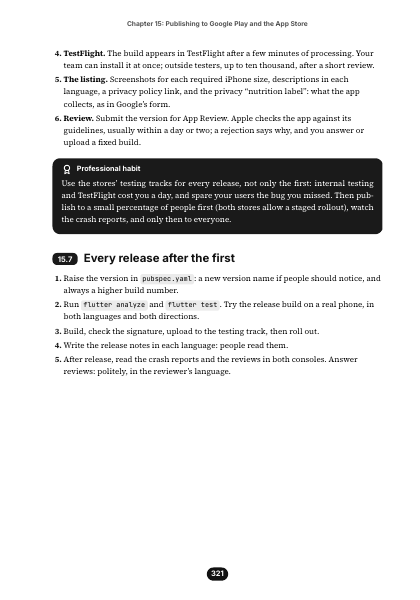 Chapter 15: Publishing to Google Play and the App Store
4. TestFlight. The build appears in TestFlight after a few minutes of processing. Your
team can install it at once; outside testers, up to ten thousand, after a short review.
5. The listing. Screenshots for each required iPhone size, descriptions in each
language, a privacy policy link, and the privacy “nutrition label”: what the app
collects, as in Google’s form.
6. Review. Submit the version for App Review. Apple checks the app against its
guidelines, usually within a day or two; a rejection says why, and you answer or
upload a fixed build.
Professional habit
Use the stores’ testing tracks for every release, not only the first: internal testing
and TestFlight cost you a day, and spare your users the bug you missed. Then pub-
lish to a small percentage of people first (both stores allow a staged rollout), watch
the crash reports, and only then to everyone.
15.7 Every release after the first
1. Raise the version in pubspec.yaml: a new version name if people should notice, and
always a higher build number.
2. Run flutter analyze and flutter test. Try the release build on a real phone, in
both languages and both directions.
3. Build, check the signature, upload to the testing track, then roll out.
4. Write the release notes in each language: people read them.
5. After release, read the crash reports and the reviews in both consoles. Answer
reviews: politely, in the reviewer’s language.
321